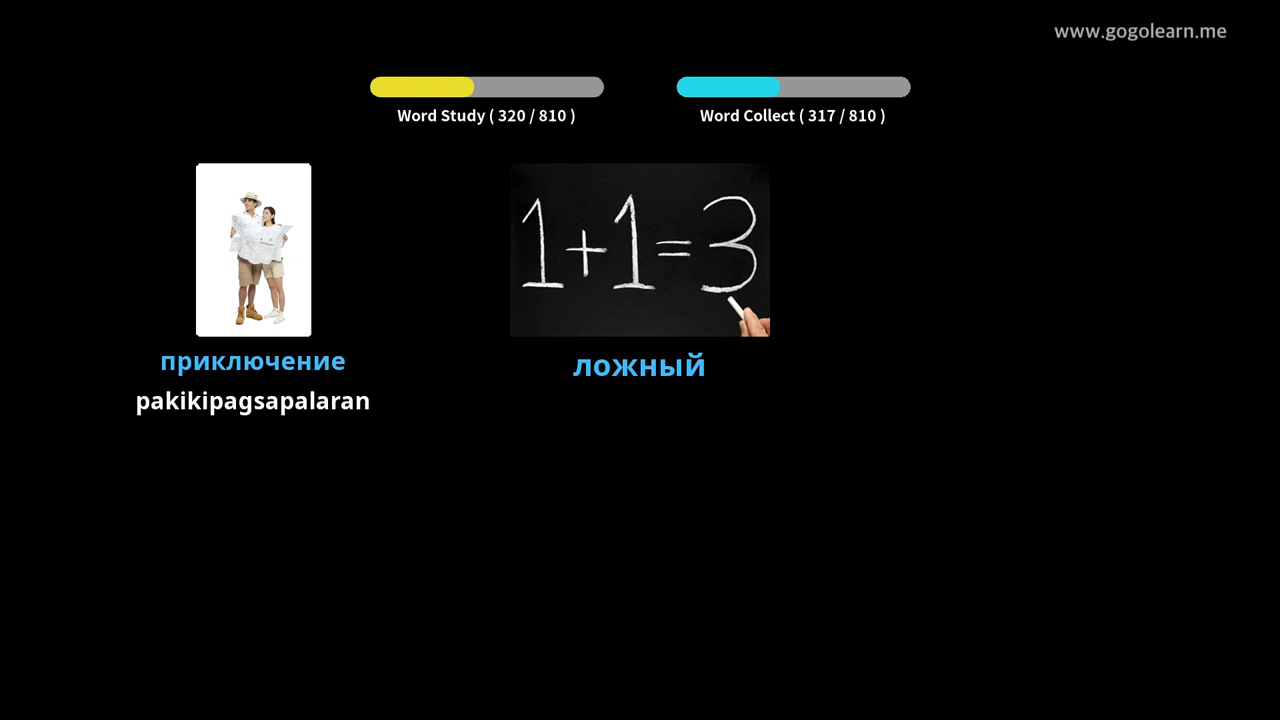 www.gogolearn.me
Word Study ( 320 / 810 )
Word Collect ( 317 / 810 )
1+1=3
приключение
pakikipagsapalaran
ложный